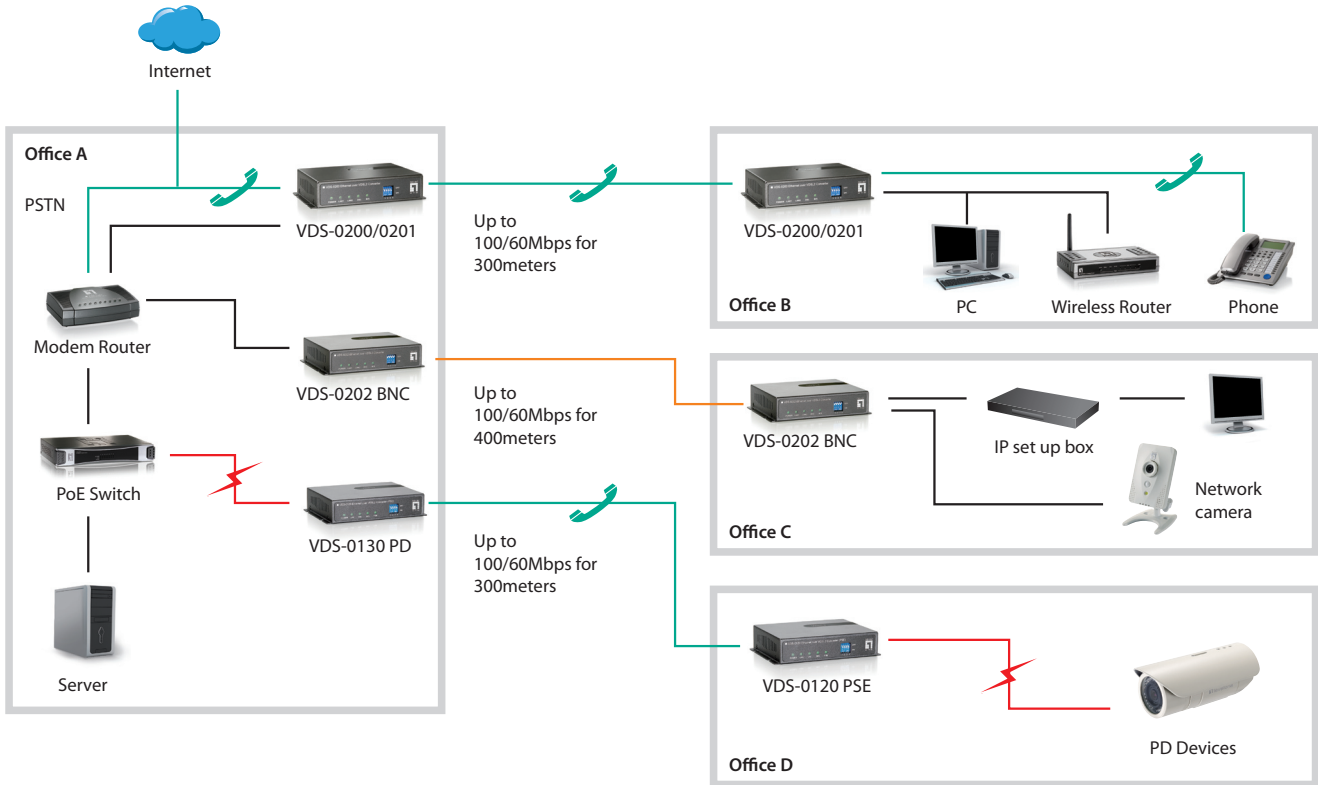 Internet
Office A
PSTN
VDS-0200/0201
Modem Router
VDS-0202 BNC
PoE Switch
VDS-0130 PD
Server
Up to
100/60Mbps for
300meters
Up to
100/60Mbps for
400meters
Up to
100/60Mbps for
300meters
VDS-0200/0201
Office B
PC
Wireless Router
Phone
VDS-0202 BNC
IP set up box
Network
camera
Office C
VDS-0120 PSE
PD Devices
Office D